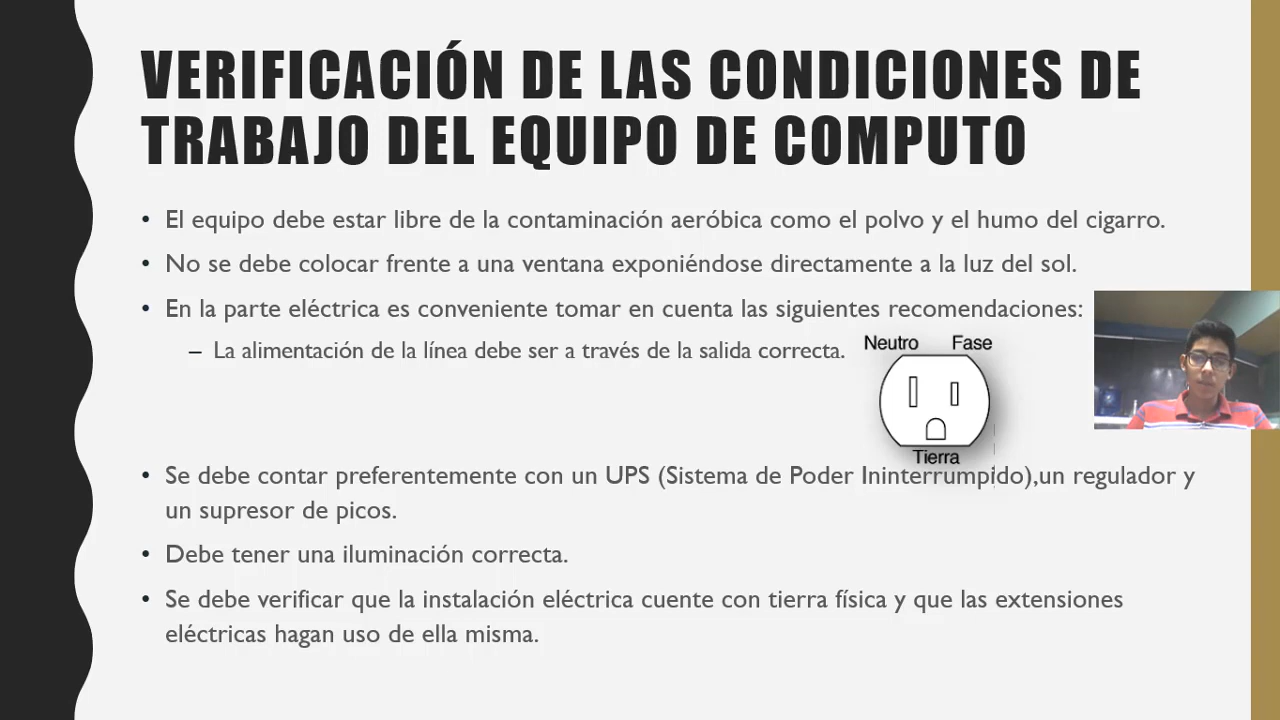 VERIFICACIÓN DE LAS CONDICIONES DE
TRABAJO DEL EQUIPO DE COMPUTO
• El equipo debe estar libre de la contaminación aeróbica como el polvo y el humo del cigarro.
• No se debe colocar frente a una ventana exponiéndose directamente a la luz del sol.
• En la parte eléctrica es conveniente tomar en cuenta las siguientes recomendaciones:
– La alimentación de la línea debe ser a través de la salida correcta.
Neutro Fase
Tierra
• Se debe contar preferentemente con un UPS (Sistema de Poder Ininterrumpido),un regulador y
un supresor de picos.
• Debe tener una iluminación correcta.
• Se debe verificar que la instalación eléctrica cuente con tierra física y que las extensiones
eléctricas hagan uso de ella misma.